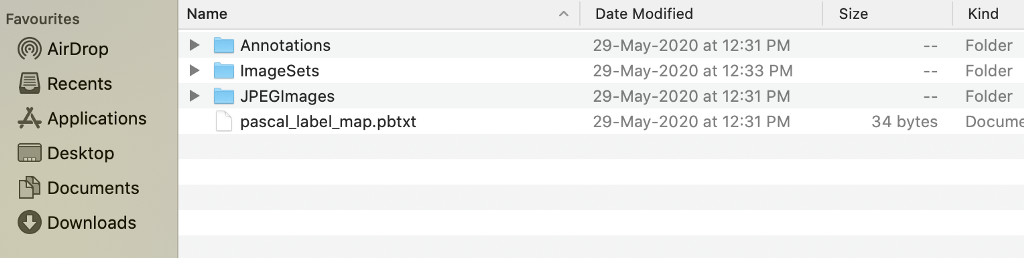 Favourites
AirDrop
Recents
Applications
Desktop
Documents
Downloads
Name Date Modified Size Kind
Annotations 29-May-2020 at 12:31 PM -- Folder
ImageSets 29-May-2020 at 12:33 PM -- Folder
JPEGImages 29-May-2020 at 12:31 PM -- Folder
pascal_label_map.pbtxt 29-May-2020 at 12:31 PM 34 bytes Docume